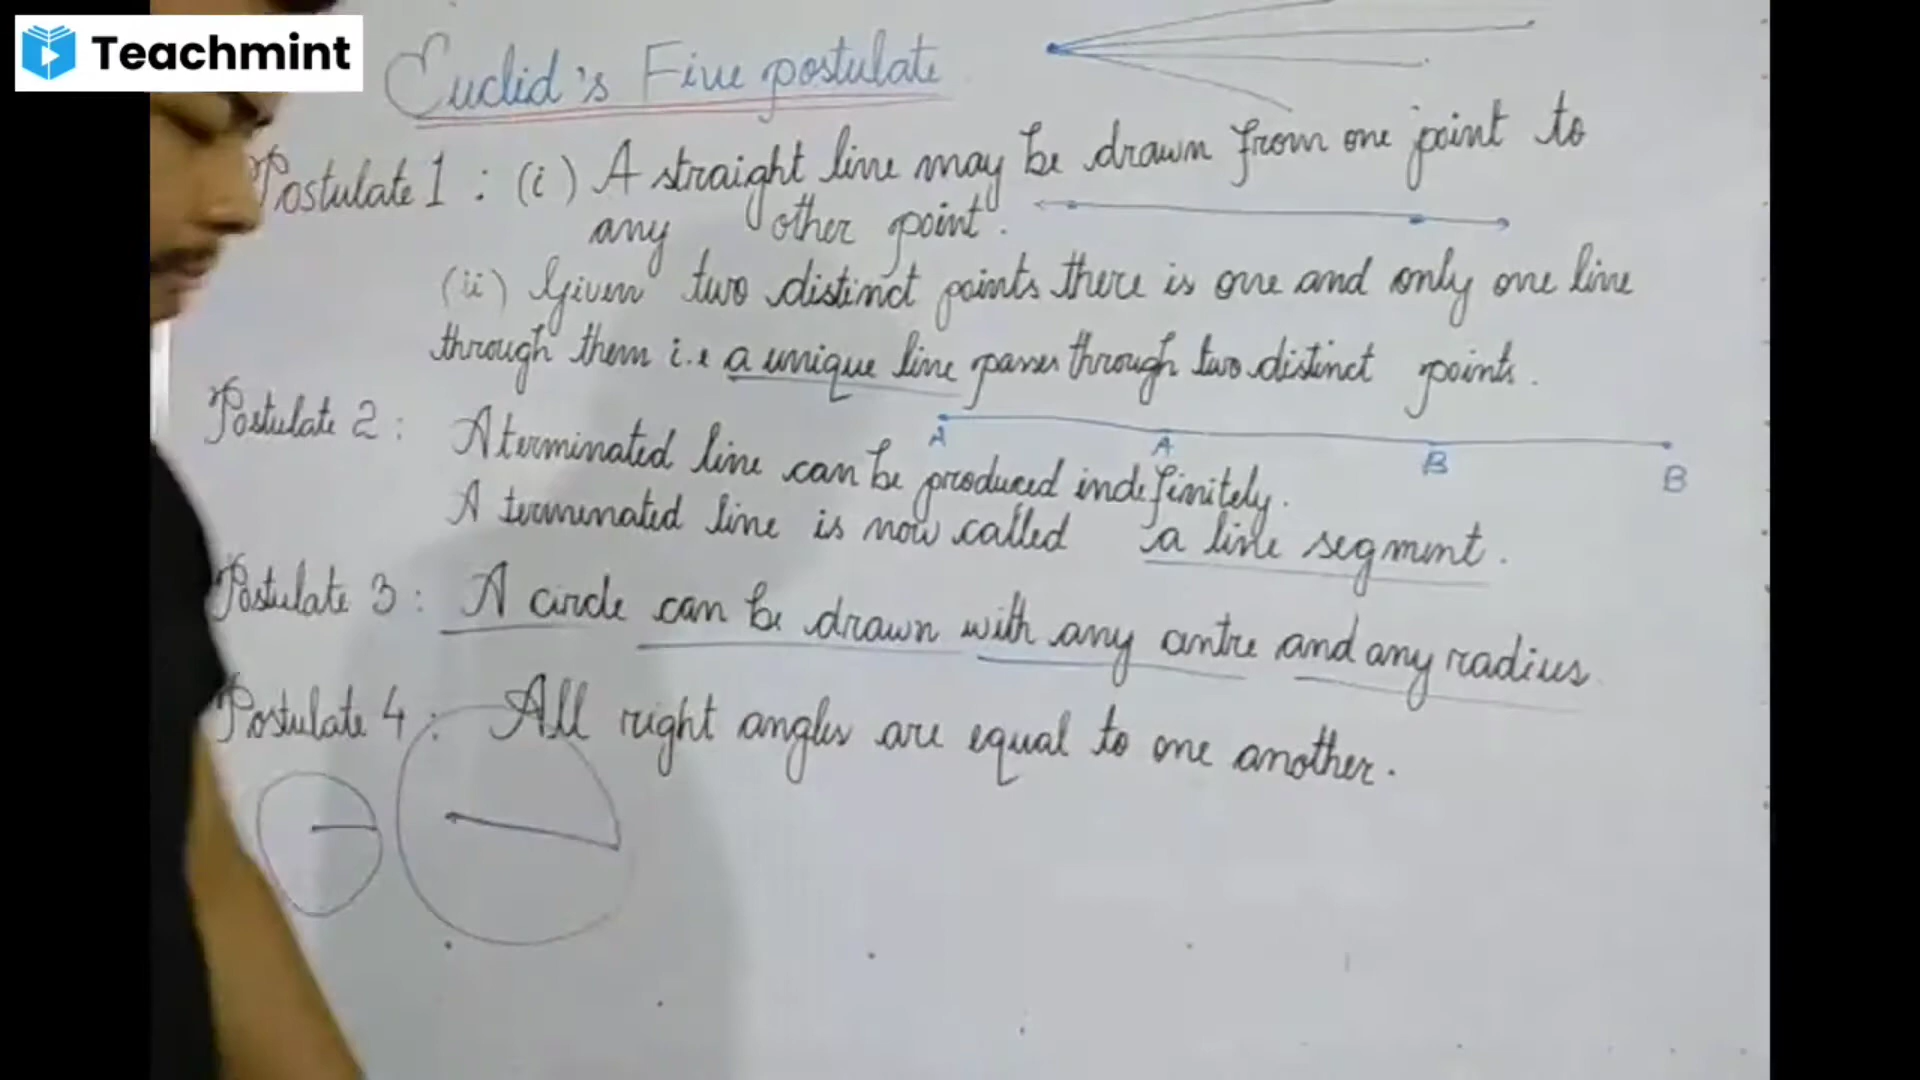 Teachmint
Euclid's Five postulate
Postulate 1 : (i) A straight line may be drawn from one point to
any other point.
(ii) Given two distinct points there is one and only one line
through them i.e a unique line passes through two distinct points.
Postulate 2 : A terminated line can be produced indefinitely.
A A B B
A terminated line is now called a line segment.
Postulate 3 : A circle can be drawn with any centre and any radius.
Postulate 4 : All right angles are equal to one another.